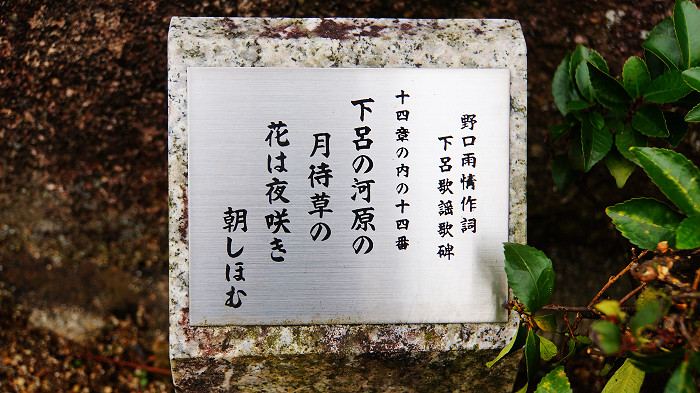 野口雨情作詞
下呂歌謡歌碑
十四章の内の十四番
下呂の河原の
月待草の
花は夜咲き
朝しほむ